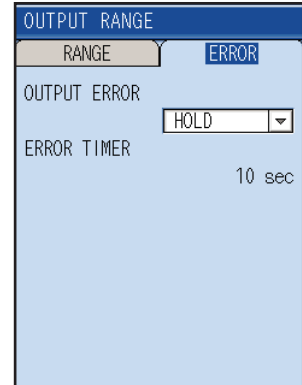 OUTPUT RANGE
RANGE ERROR
OUTPUT ERROR
HOLD
ERROR TIMER
10 sec